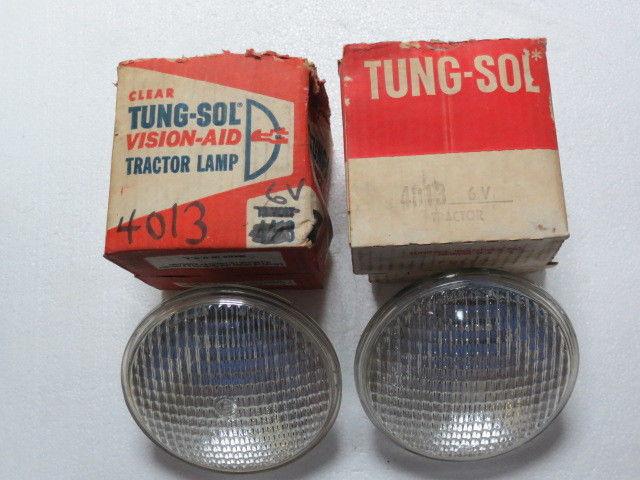 CLEAR
TUNG-SOL®
VISION-AID
TRACTOR LAMP
6V
4013
TUNG-SOL*
4013 6V
TRACTOR